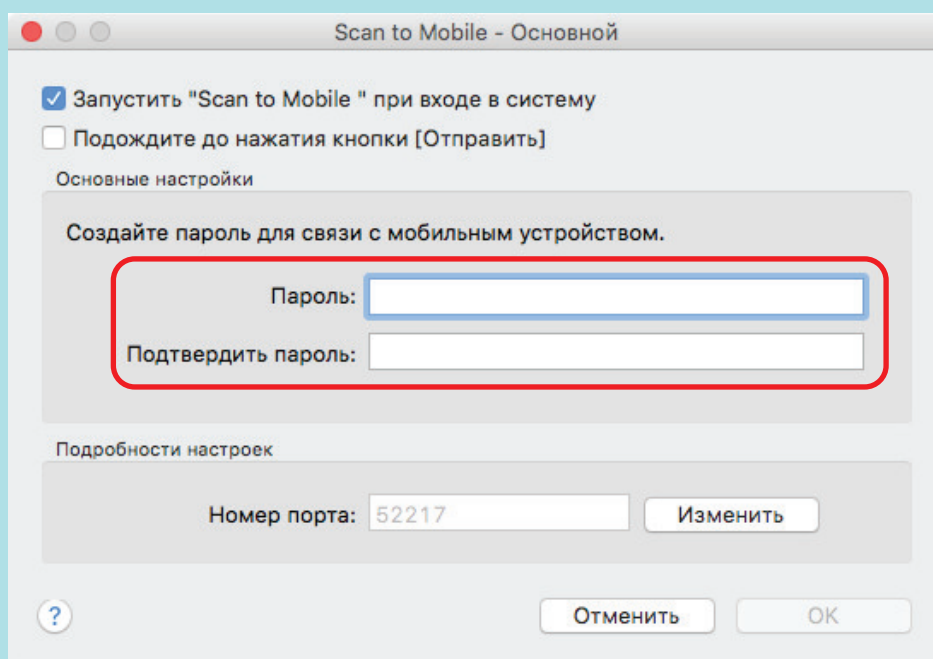 Scan to Mobile - Основной
Запустить "Scan to Mobile " при входе в систему
Подождите до нажатия кнопки [Отправить]
Основные настройки
Создайте пароль для связи с мобильным устройством.
Пароль:
Подтвердить пароль:
Подробности настроек
Номер порта: 52217 Изменить
? Отменить OK